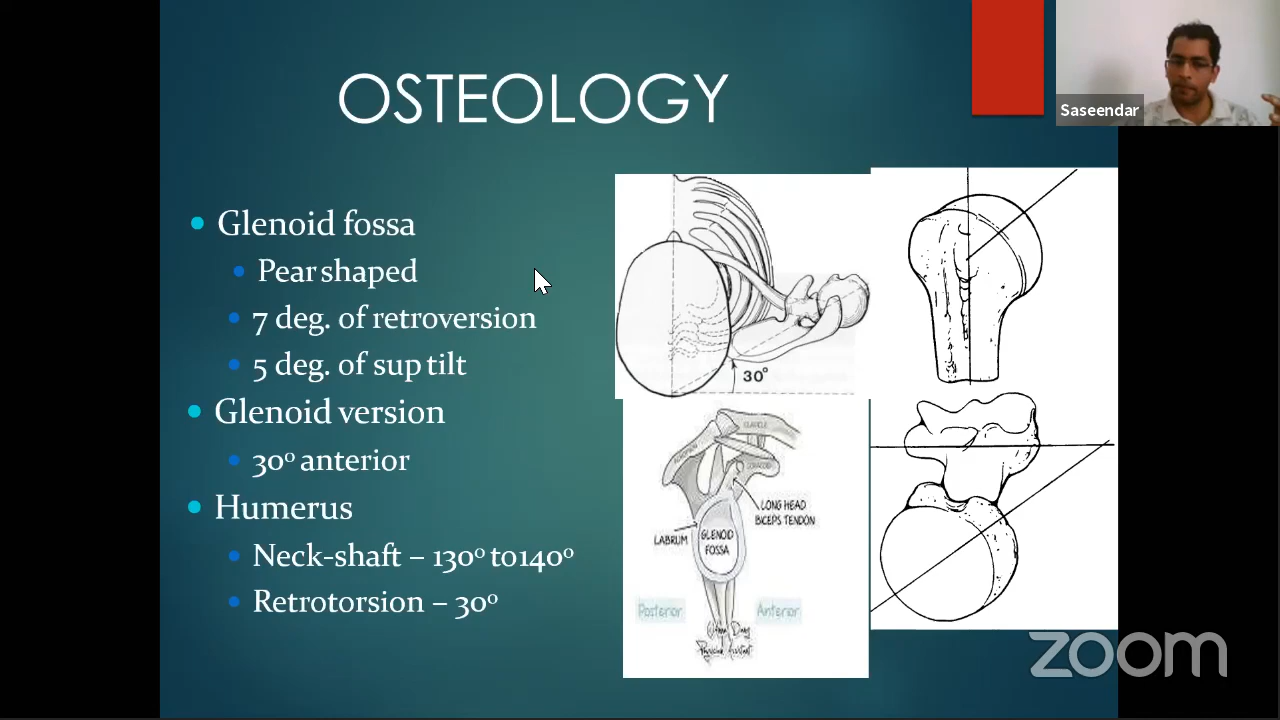 OSTEOLOGY
Saseendar
Glenoid fossa
Pear shaped
7 deg. of retroversion
5 deg. of sup tilt
Glenoid version
30º anterior
Humerus
Neck-shaft – 130º to140º
Retrotorsion – 30º
30°
CLAVICLE
LONG HEAD
BICEPS TENDON
LABRUM
GLENOID
FOSSA
Posterior
Anterior
Physician Assistant
zoom